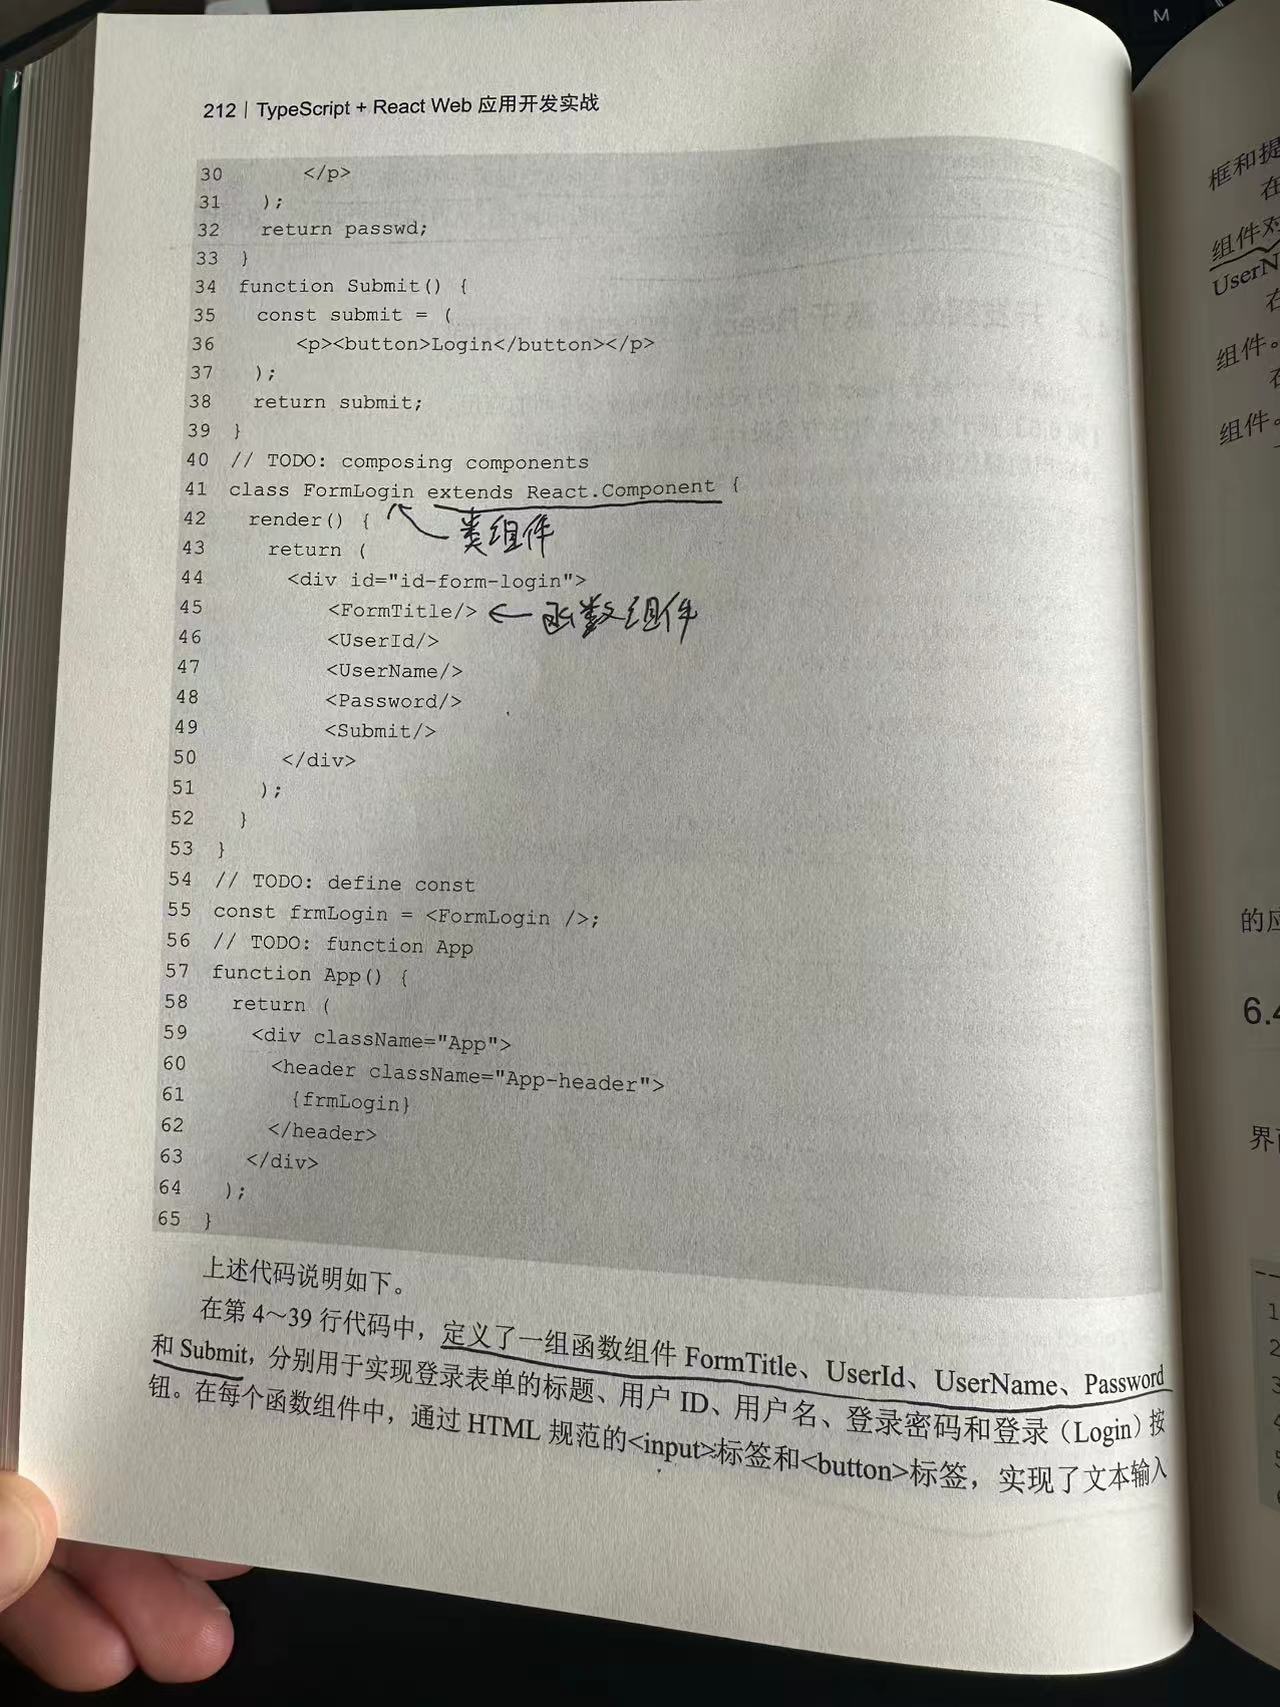 212 | TypeScript + React Web 应用开发实战
30 </p>
31 );
32 return passwd;
33 }
34 function Submit() {
35 const submit = (
36 <p><button>Login</button></p>
37 );
38 return submit;
39 }
40 // TODO: composing components
41 class FormLogin extends React.Component {
42 render() {
类组件
43 return (
44 <div id="id-form-login">
45 <FormTitle/> ← 函数组件
46 <UserId/>
47 <UserName/>
48 <Password/>
49 <Submit/>
50 </div>
51 );
52 }
53 }
54 // TODO: define const
55 const frmLogin = <FormLogin />;
56 // TODO: function App
57 function App() {
58 return (
59 <div className="App">
60 <header className="App-header">
61 {frmLogin}
62 </header>
63 </div>
64 );
65 }
上述代码说明如下。
在第 4～39 行代码中，定义了一组函数组件 FormTitle、UserId、UserName、Password
和 Submit，分别用于实现登录表单的标题、用户 ID、用户名、登录密码和登录（Login）按
钮。在每个函数组件中，通过 HTML 规范的<input>标签和<button>标签，实现了文本输入
框和提
在
组件对
UserN
在
组件。
在
组件。
的应
6.4
M